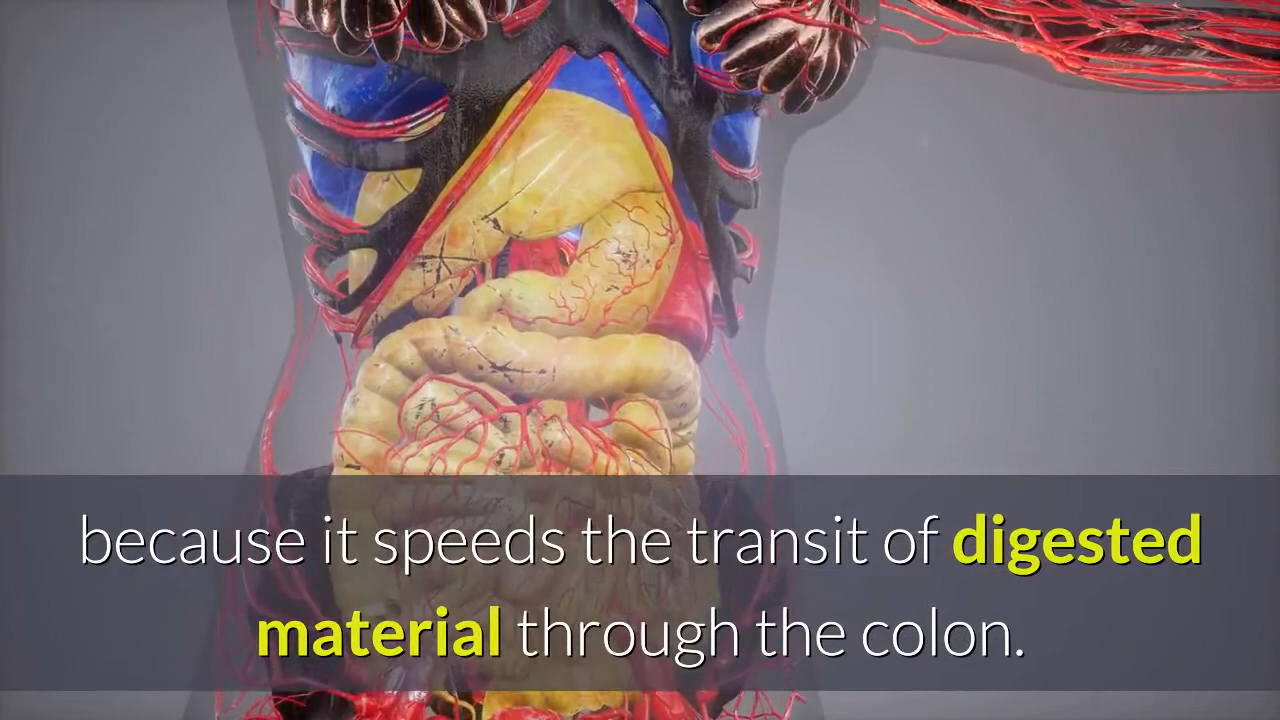 because it speeds the transit of digested
material through the colon.